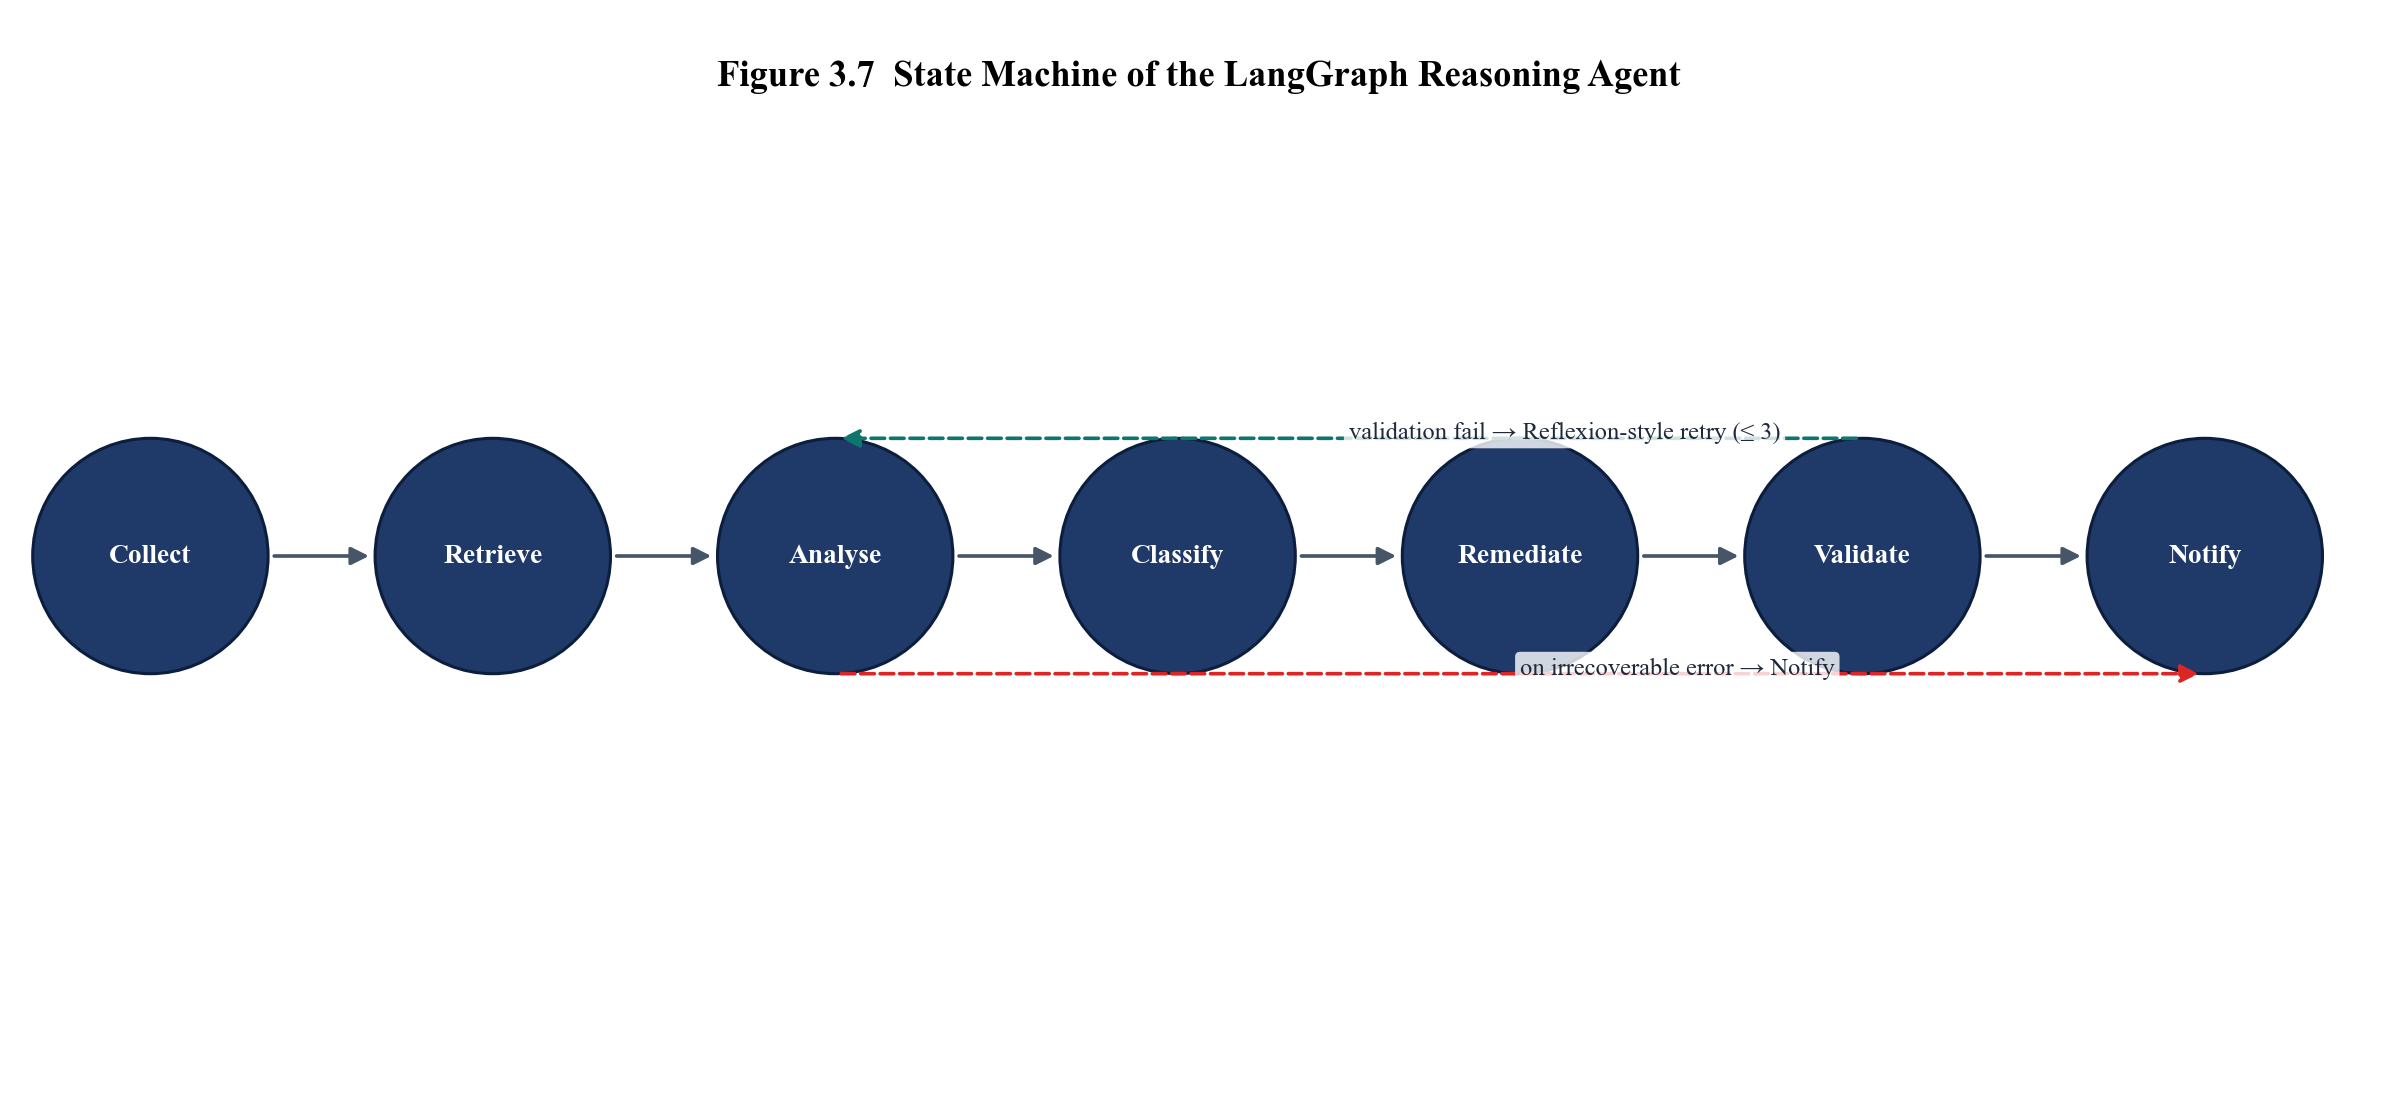 Figure 3.7  State Machine of the LangGraph Reasoning Agent
validation fail → Reflexion-style retry (≤ 3)
Collect
Retrieve
Analyse
Classify
Remediate
Validate
Notify
on irrecoverable error → Notify